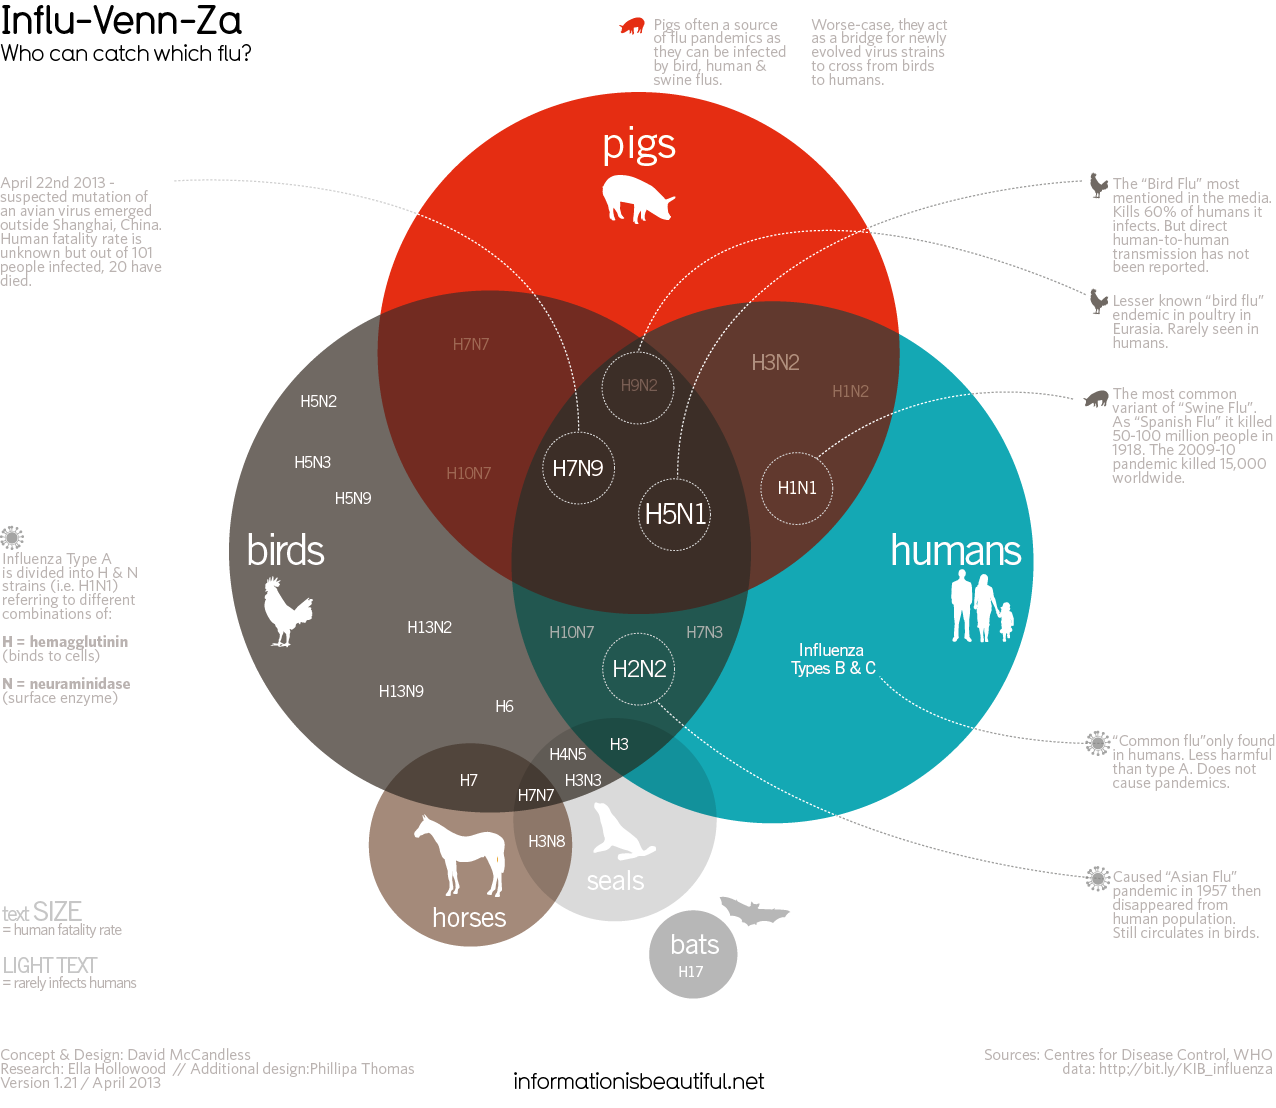 Influ-Venn-Za
Who can catch which flu?
Pigs often a source
of flu pandemics as
they can be infected
by bird, human &
swine flus.
Worse-case, they act
as a bridge for newly
evolved virus strains
to cross from birds
to humans.
pigs
April 22nd 2013 -
suspected mutation of
an avian virus emerged
outside Shanghai, China.
Human fatality rate is
unknown but out of 101
people infected, 20 have
died.
The “Bird Flu” most
mentioned in the media.
Kills 60% of humans it
infects. But direct
human-to-human
transmission has not
been reported.
Lesser known “bird flu”
endemic in poultry in
Eurasia. Rarely seen in
humans.
The most common
variant of “Swine Flu”.
As “Spanish Flu” it killed
50-100 million people in
1918. The 2009-10
pandemic killed 15,000
worldwide.
H7N7
H3N2
H9N2
H1N2
H5N2
H5N3
H10N7
H7N9
H5N9
H1N1
H5N1
birds
humans
Influenza Type A
is divided into H & N
strains (i.e. H1N1)
referring to different
combinations of:
H = hemagglutinin
(binds to cells)
N = neuraminidase
(surface enzyme)
H13N2
H10N7
H7N3
H2N2
Influenza
Types B & C
H13N9
H6
H3
H4N5
H7
H3N3
H7N7
H3N8
“Common flu”only found
in humans. Less harmful
than type A. Does not
cause pandemics.
seals
horses
bats
H17
Caused “Asian Flu”
pandemic in 1957 then
disappeared from
human population.
Still circulates in birds.
text SIZE
= human fatality rate
LIGHT TEXT
= rarely infects humans
Concept & Design: David McCandless
Research: Ella Hollowood // Additional design:Phillipa Thomas
Version 1.21 / April 2013
informationisbeautiful.net
Sources: Centres for Disease Control, WHO
data: http://bit.ly/KIB_influenza